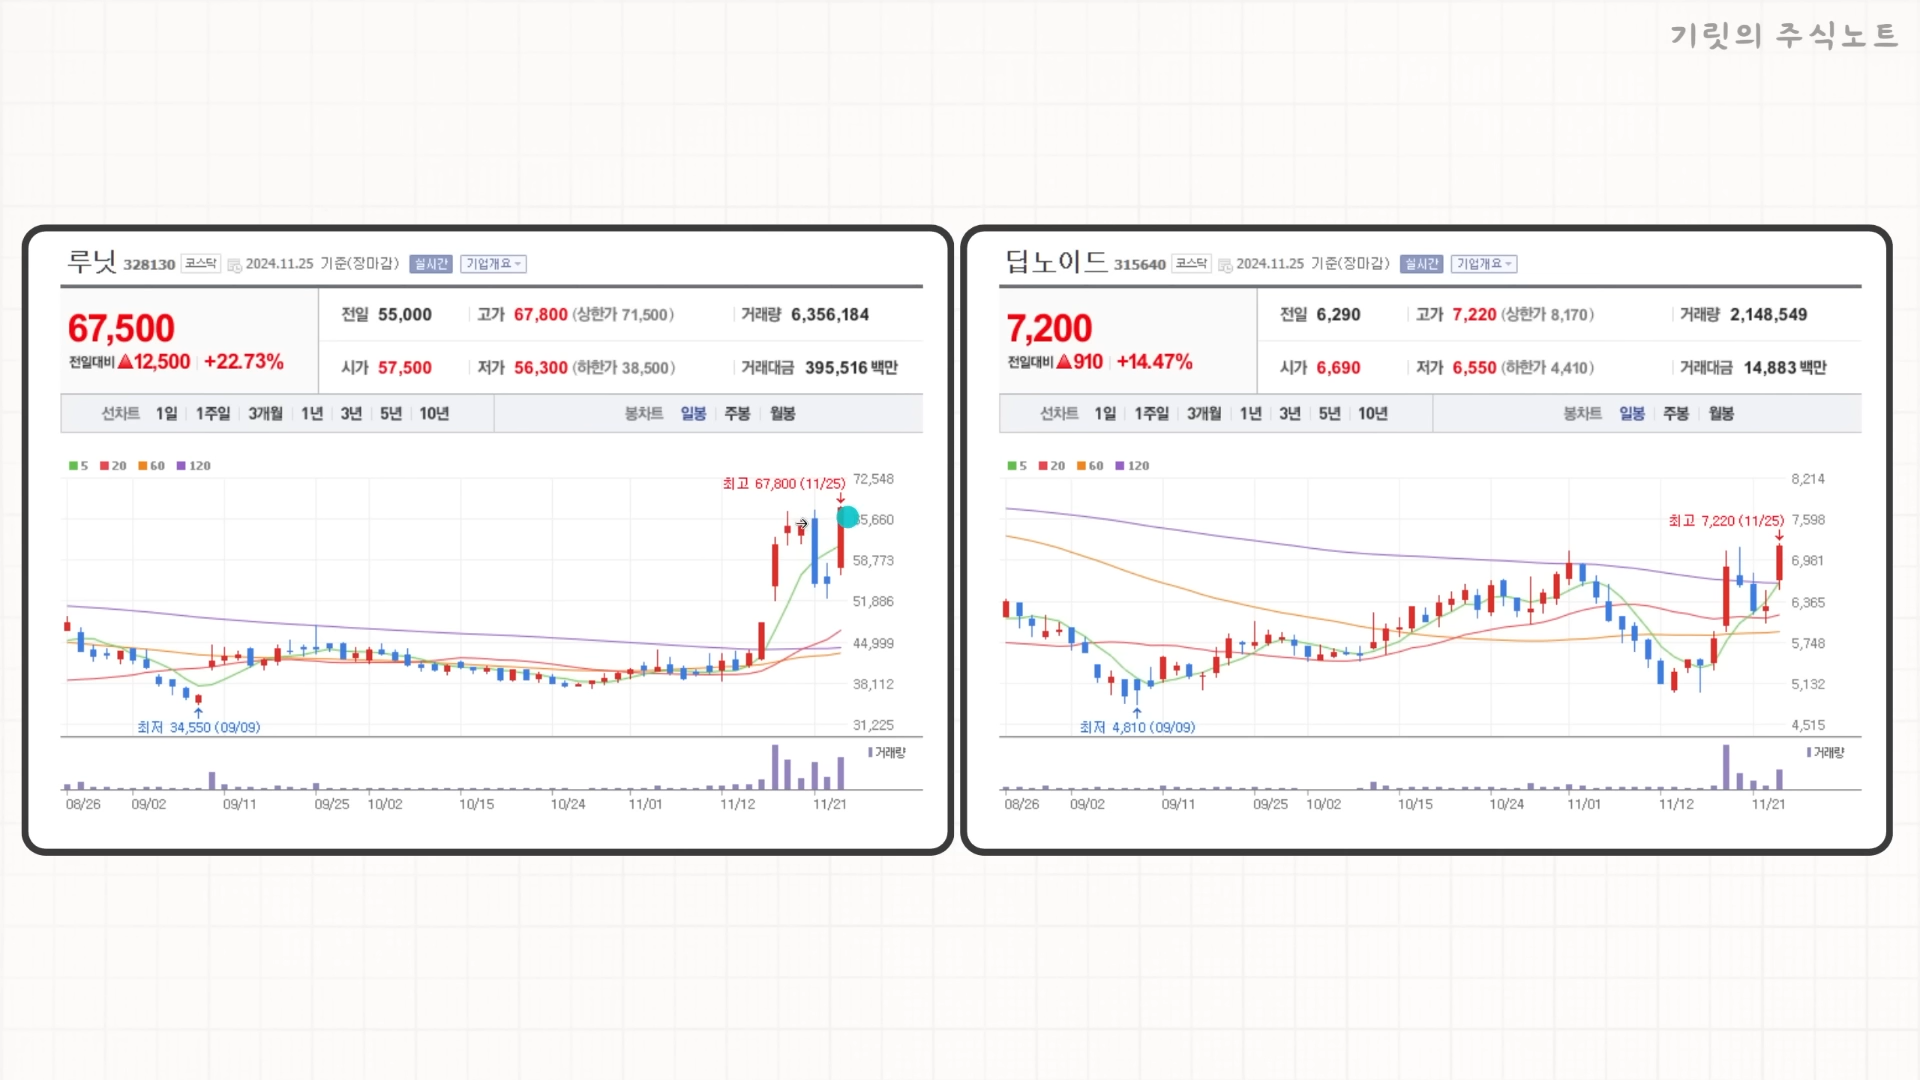 기릿의 주식노트
루닛 328130 코스닥 2024.11.25 기준(장마감) 실시간 기업개요
67,500
전일대비 ▲12,500 +22.73%
전일 55,000 고가 67,800 (상한가 71,500) 거래량 6,356,184
시가 57,500 저가 56,300 (하한가 38,500) 거래대금 395,516 백만
선차트 1일 1주일 3개월 1년 3년 5년 10년 봉차트 일봉 주봉 월봉
5 20 60 120
최고 67,800 (11/25)
72,548
5,660
58,773
51,886
44,999
38,112
31,225
최저 34,550 (09/09)
거래량
08/26 09/02 09/11 09/25 10/02 10/15 10/24 11/01 11/12 11/21
딥노이드 315640 코스닥 2024.11.25 기준(장마감) 실시간 기업개요
7,200
전일대비 ▲910 +14.47%
전일 6,290 고가 7,220 (상한가 8,170) 거래량 2,148,549
시가 6,690 저가 6,550 (하한가 4,410) 거래대금 14,883 백만
선차트 1일 1주일 3개월 1년 3년 5년 10년 봉차트 일봉 주봉 월봉
5 20 60 120
8,214
최고 7,220 (11/25)
7,598
6,981
6,365
5,748
5,132
4,515
최저 4,810 (09/09)
거래량
08/26 09/02 09/11 09/25 10/02 10/15 10/24 11/01 11/12 11/21